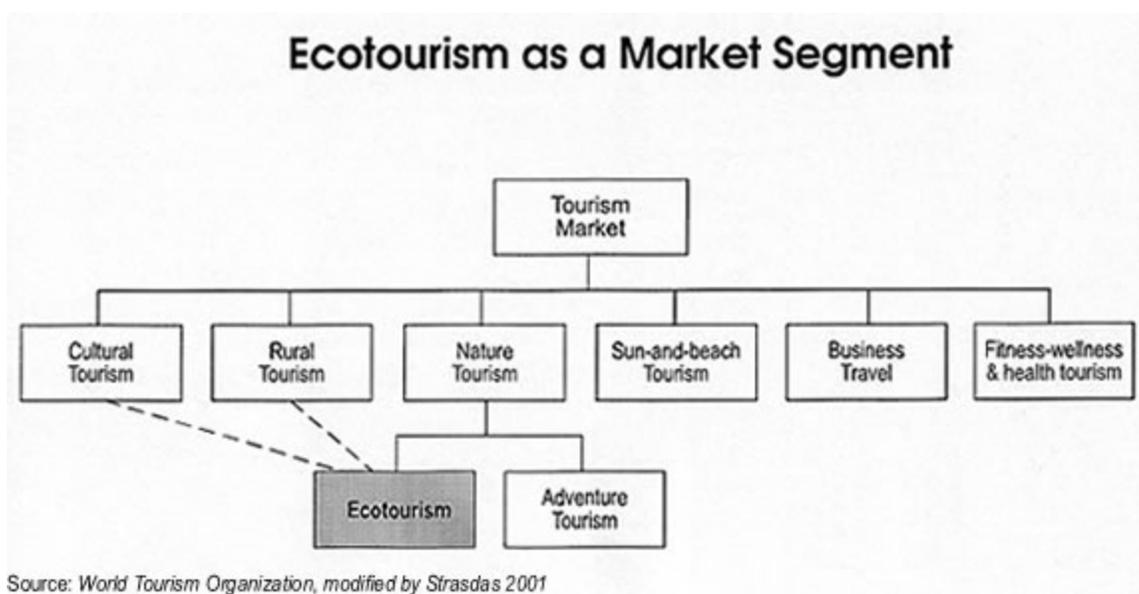 Ecotourism as a Market Segment
Tourism
Market
Cultural
Tourism
Rural
Tourism
Nature
Tourism
Sun-and-beach
Tourism
Business
Travel
Fitness-wellness
& health tourism
Ecotourism
Adventure
Tourism
Source: World Tourism Organization, modified by Strasdas 2001